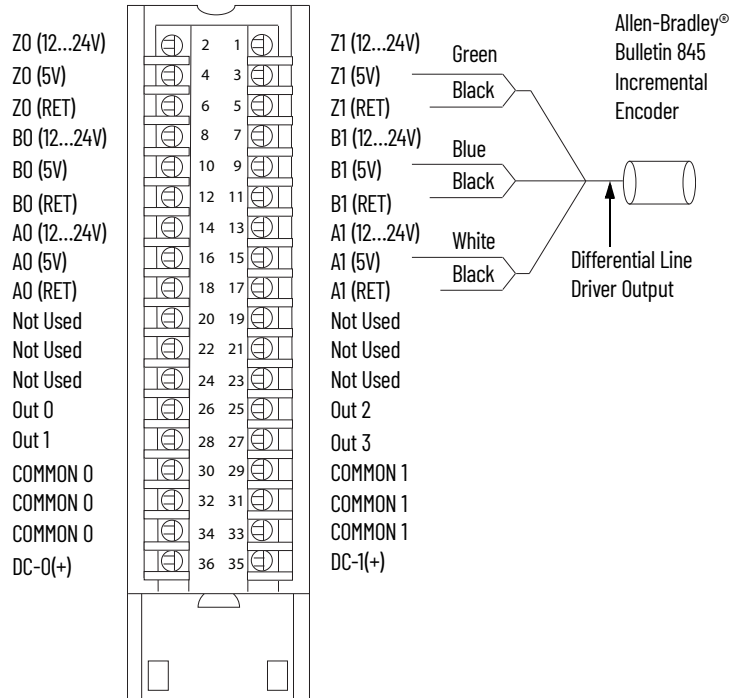 Z0 (12...24V) 2 1 Z1 (12...24V)
Z0 (5V) 4 3 Z1 (5V)
Z0 (RET) 6 5 Z1 (RET)
B0 (12...24V) 8 7 B1 (12...24V)
B0 (5V) 10 9 B1 (5V)
B0 (RET) 12 11 B1 (RET)
A0 (12...24V) 14 13 A1 (12...24V)
A0 (5V) 16 15 A1 (5V)
A0 (RET) 18 17 A1 (RET)
Not Used 20 19 Not Used
Not Used 22 21 Not Used
Not Used 24 23 Not Used
Out 0 26 25 Out 2
Out 1 28 27 Out 3
COMMON 0 30 29 COMMON 1
COMMON 0 32 31 COMMON 1
COMMON 0 34 33 COMMON 1
DC-0(+) 36 35 DC-1(+)
Green
Black
Blue
Black
White
Black
Allen-Bradley®
Bulletin 845
Incremental
Encoder
Differential Line
Driver Output